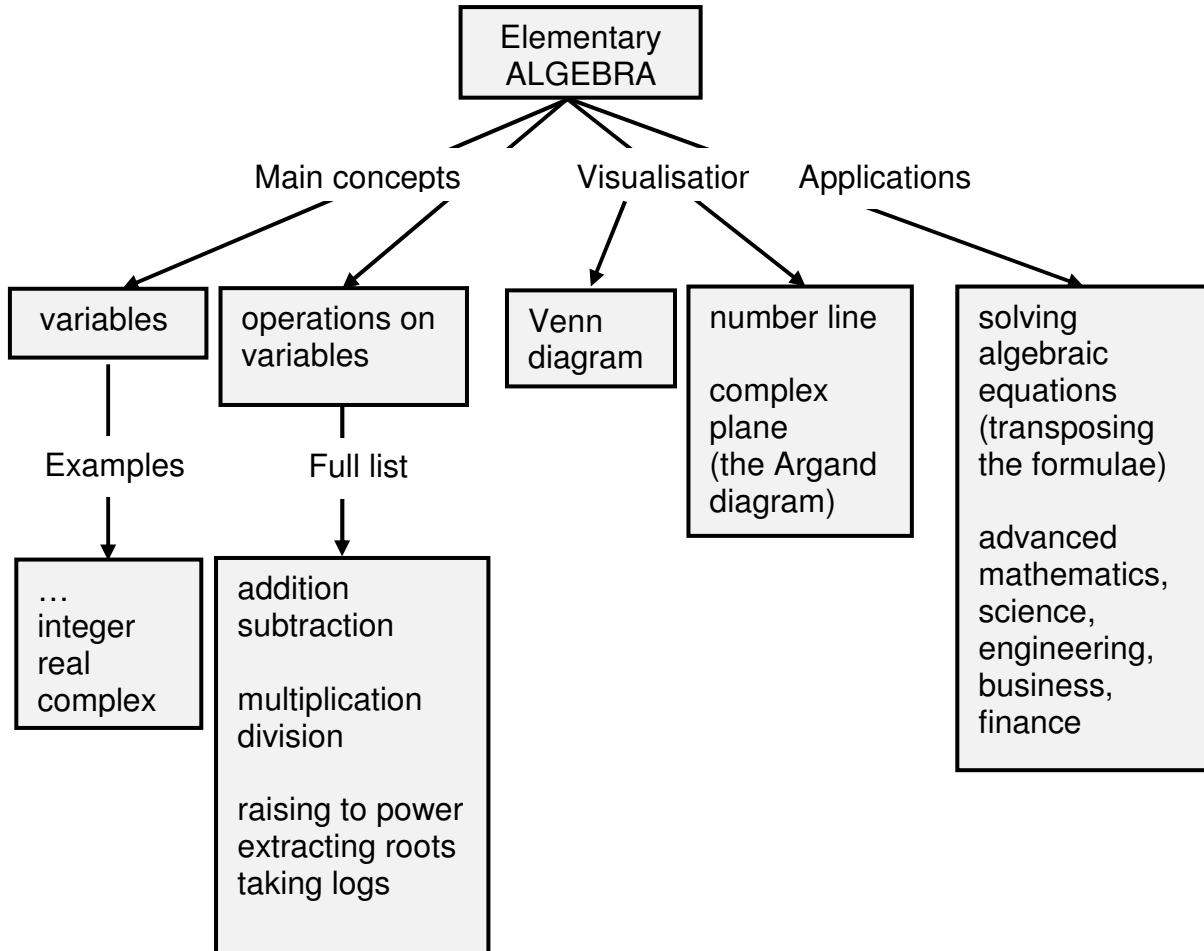 Elementary
ALGEBRA
Main concepts
Visualisation
Applications
variables
operations on
variables
Venn
diagram
number line
complex
plane
(the Argand
diagram)
solving
algebraic
equations
(transposing
the formulae)
advanced
mathematics,
science,
engineering,
business,
finance
Examples
Full list
…
integer
real
complex
addition
subtraction
multiplication
division
raising to power
extracting roots
taking logs